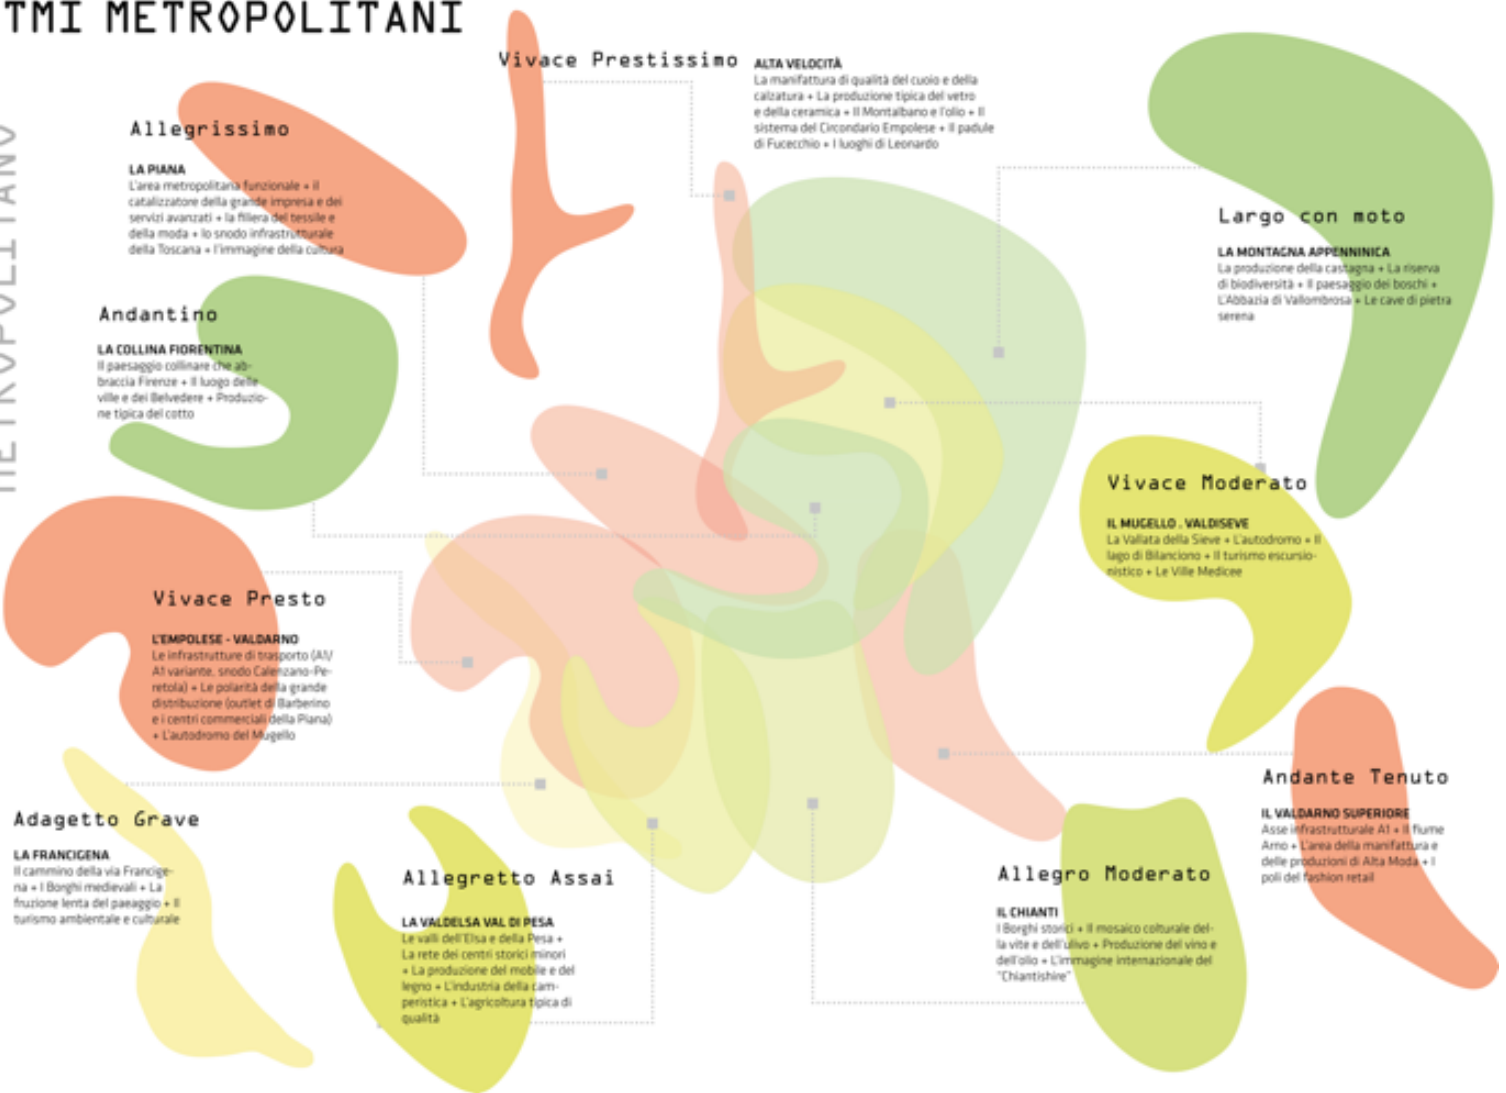 TMI METROPOLITANI
METROPOLITANO
Vivace Prestissimo
ALTA VELOCITÀ
La manifattura di qualità del cuoio e della
calzatura + La produzione tipica del vetro
e della ceramica + Il Montalbano e l'olio + Il
sistema del Circondario Empolese + Il padule
di Fucecchio + I luoghi di Leonardo
Allegrissimo
LA PIANA
L'area metropolitana funzionale + il
catalizzatore della grande impresa e dei
servizi avanzati + la filiera del tessile e
della moda + lo snodo infrastrutturale
della Toscana + l'immagine della cultura
Largo con moto
LA MONTAGNA APPENNINICA
La produzione della castagna + La riserva
di biodiversità + Il paesaggio dei boschi +
L'Abbazia di Vallombrosa + Le cave di pietra
serena
Andantino
LA COLLINA FIORENTINA
Il paesaggio collinare che ab-
braccia Firenze + Il luogo delle
ville e dei Belvedere + Produzio-
ne tipica del cotto
Vivace Moderato
IL MUGELLO . VALDISEVE
La Vallata della Sieve + L'autodromo + Il
lago di Bilanciono + Il turismo escursio-
nistico + Le Ville Medicee
Vivace Presto
L'EMPOLESE - VALDARNO
Le infrastrutture di trasporto (A1/
A1 variante, snodo Calenzano-Pe-
retola) + Le polarità della grande
distribuzione (outlet di Barberino
e i centri commerciali della Piana)
+ L'autodromo del Mugello
Andante Tenuto
IL VALDARNO SUPERIORE
Asse infrastrutturale A1 + Il fiume
Arno + L'area della manifattura e
delle produzioni di Alta Moda + I
poli del fashion retail
Adagetto Grave
LA FRANCIGENA
Il cammino della via Francige-
na + I Borghi medievali + La
fruzione lenta del paeaggio + Il
turismo ambientale e culturale
Allegretto Assai
LA VALDELSA VAL DI PESA
Le valli dell'Elsa e della Pesa +
La rete dei centri storici minori
+ La produzione del mobile e del
legno + L'industria della cam-
peristica + L'agricoltura tipica di
qualità
Allegro Moderato
IL CHIANTI
I Borghi storici + Il mosaico colturale del-
la vite e dell'ulivo + Produzione del vino e
dell'olio + L'immagine internazionale del
"Chiantishire"